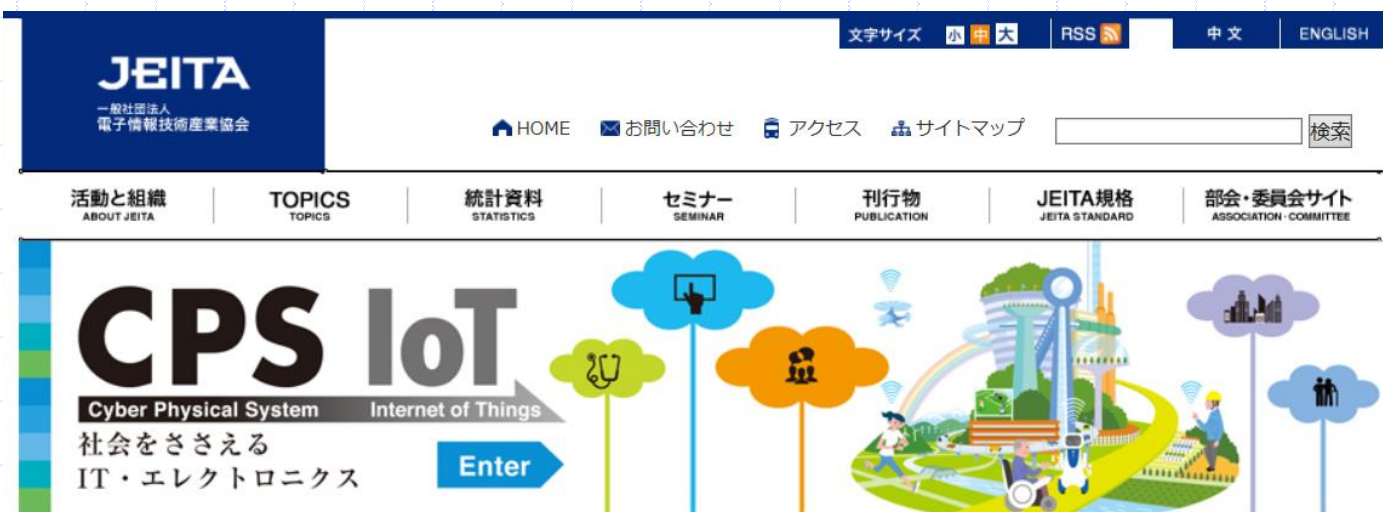 文字サイズ 小 中 大 RSS 中文 ENGLISH
JEITA
一般社団法人
電子情報技術産業協会
HOME お問い合わせ アクセス サイトマップ 検索
活動と組織 TOPICS 統計資料 セミナー 刊行物 JEITA規格 部会・委員会サイト
ABOUT JEITA TOPICS STATISTICS SEMINAR PUBLICATION JEITA STANDARD ASSOCIATION・COMMITTEE
CPS IoT
Cyber Physical System Internet of Things
社会をささえる
IT・エレクトロニクス
Enter